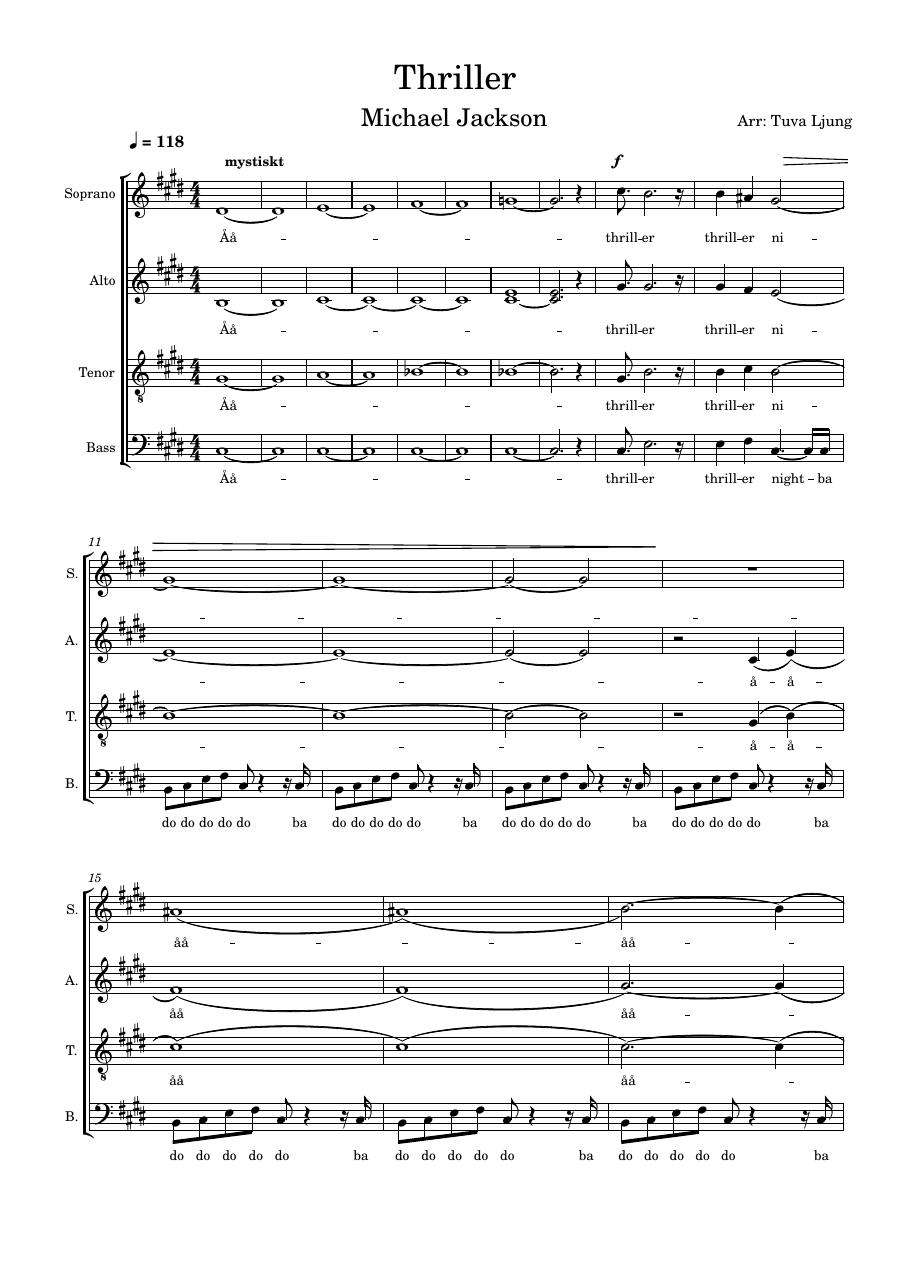 Thriller
Michael Jackson
Arr: Tuva Ljung
= 118
mystiskt
f
Soprano
Åå – – – – thrill–er thrill–er ni –
Alto
Åå – – – – thrill–er thrill–er ni –
Tenor
Åå – – – – thrill–er thrill–er ni –
8
Bass
Åå – – – – thrill–er thrill–er night–ba
11
S.
– – – – – – –
A.
– – – – – – å – å –
T.
– – – – – – å – å –
8
B.
do do do do do ba do do do do do ba do do do do do ba do do do do do ba
15
S.
åå – – – – – åå – –
A.
åå åå – –
T.
åå åå – –
8
B.
do do do do do ba do do do do do ba do do do do do ba